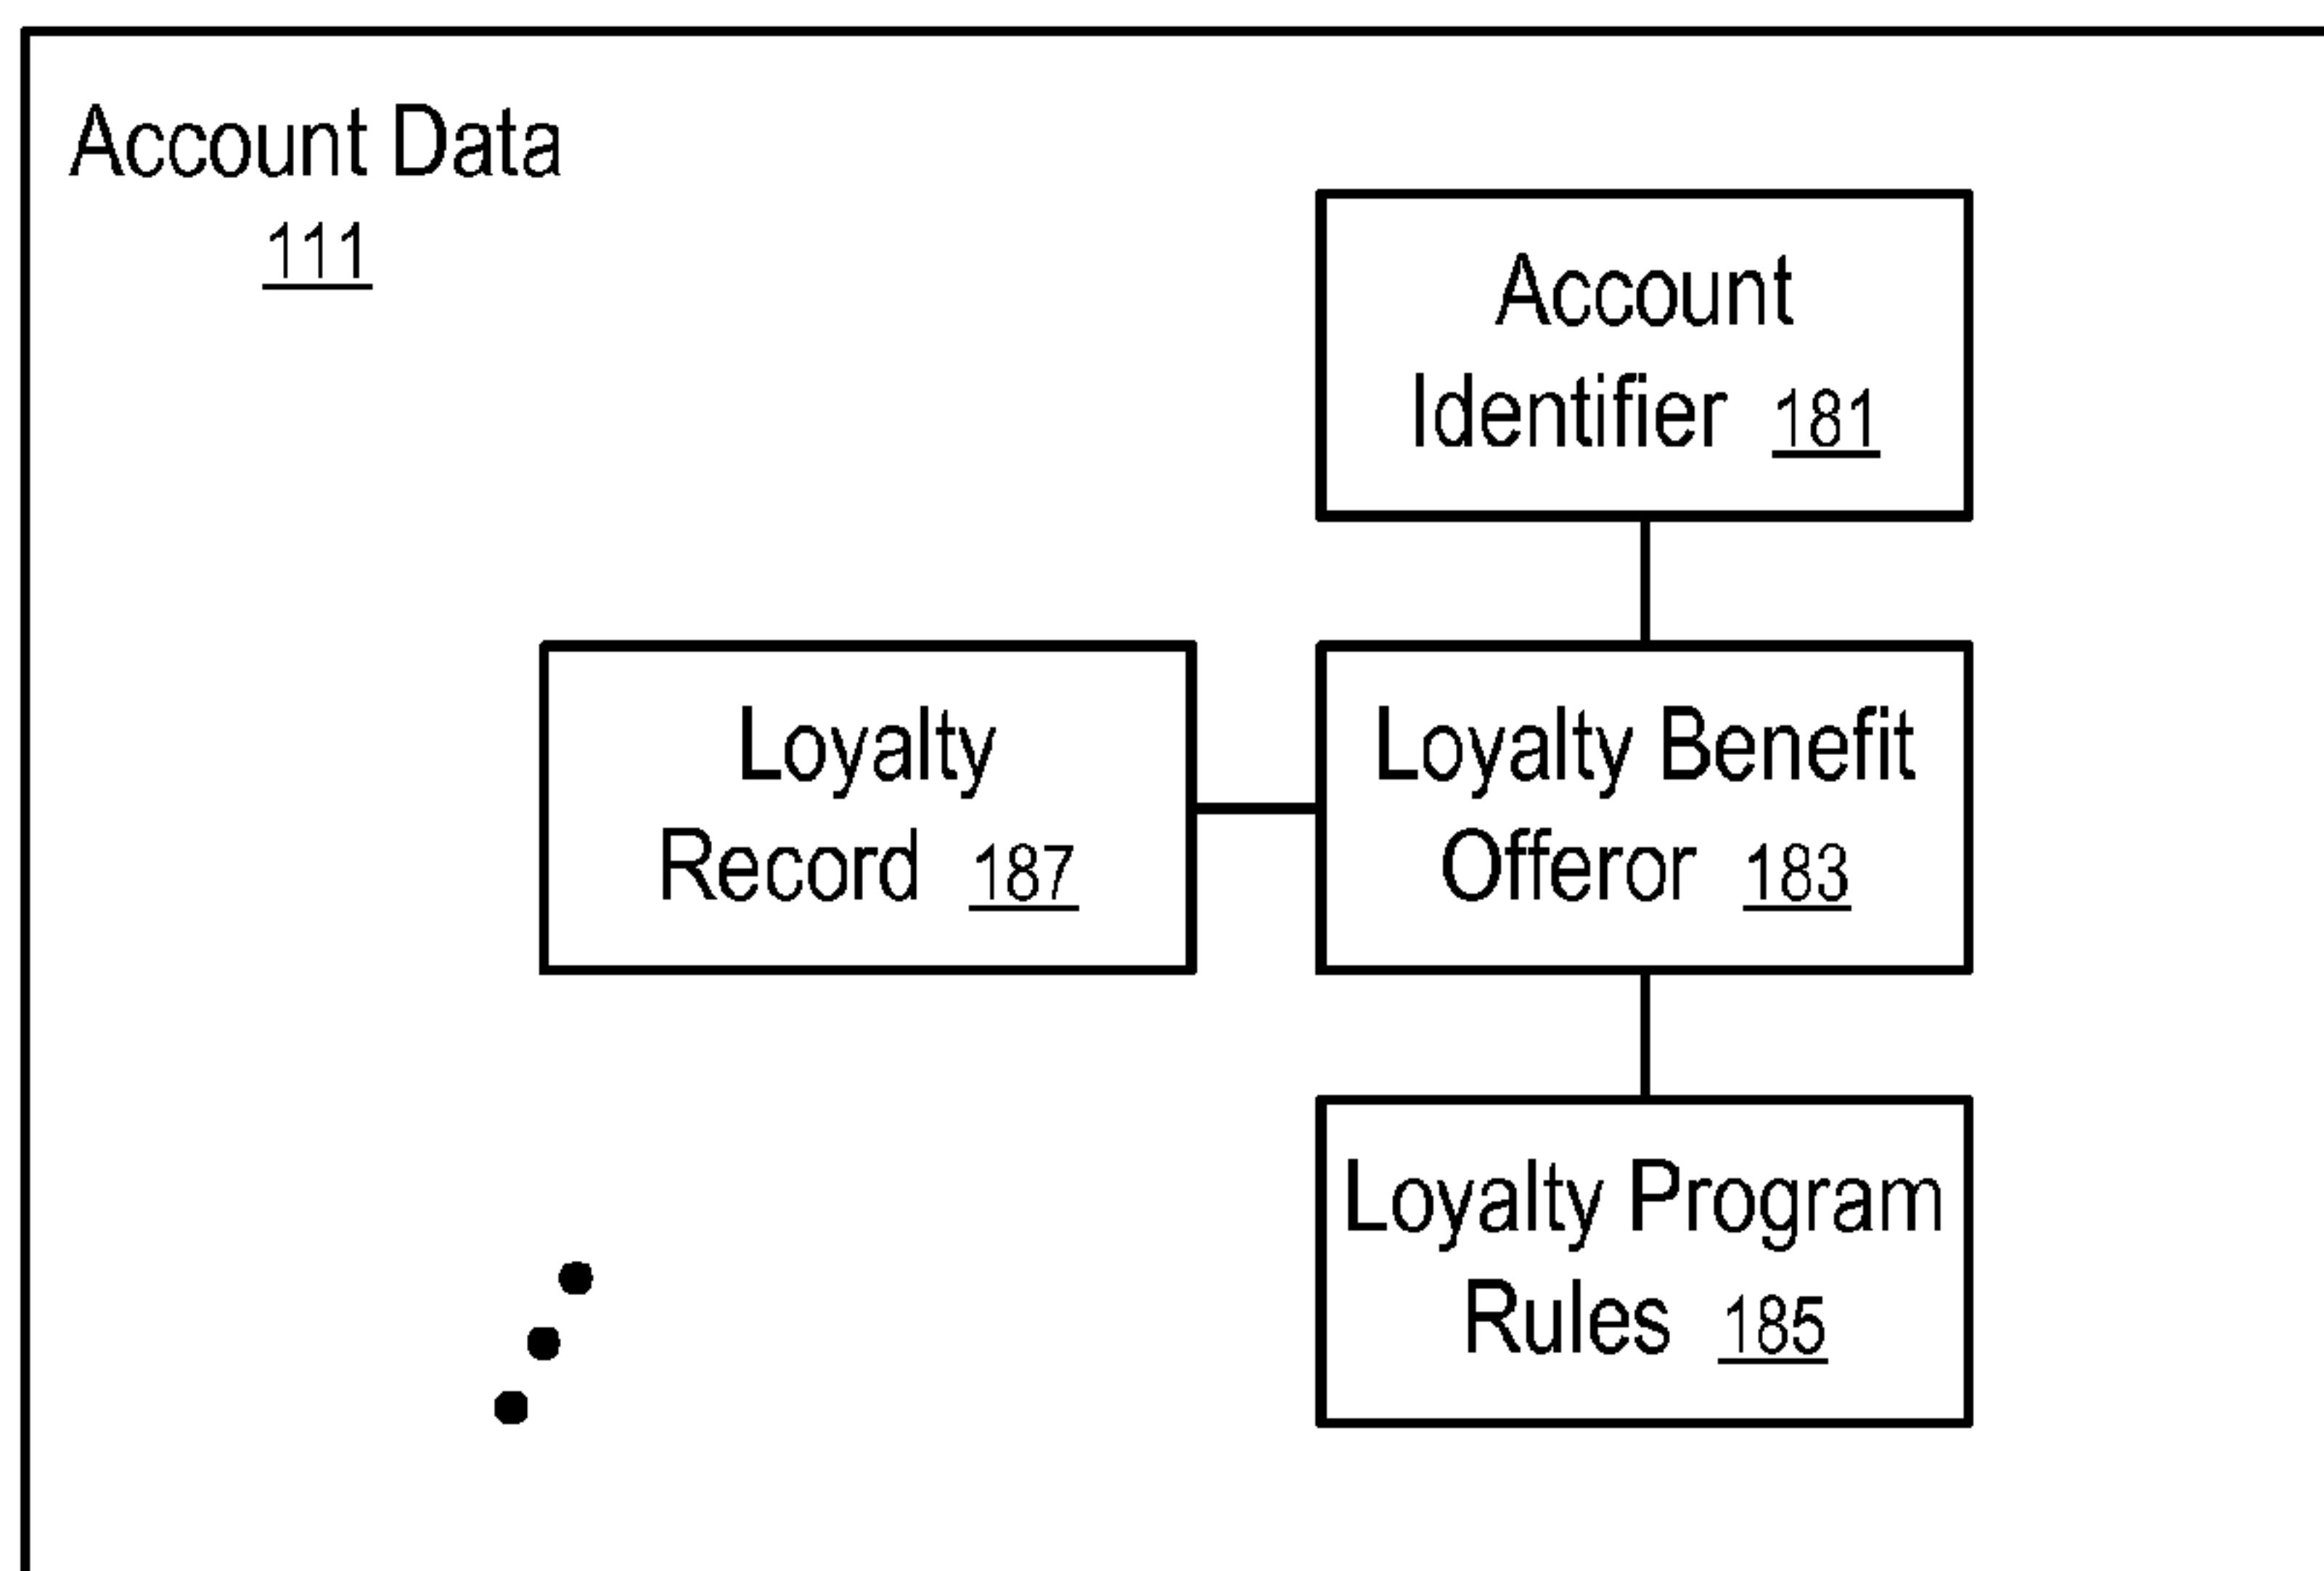 Account Data
111
Account
Identifier 181
Loyalty
Record 187
Loyalty Benefit
Offeror 183
Loyalty Program
Rules 185